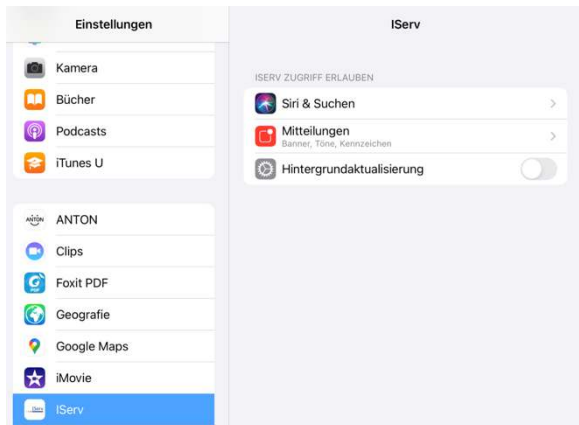 Einstellungen
Kamera
Bücher
Podcasts
iTunes U
ANTON
Clips
Foxit PDF
Geografie
Google Maps
iMovie
IServ
IServ
ISERV ZUGRIFF ERLAUBEN
Siri & Suchen
Mitteilungen
Banner, Töne, Kennzeichen
Hintergrundaktualisierung